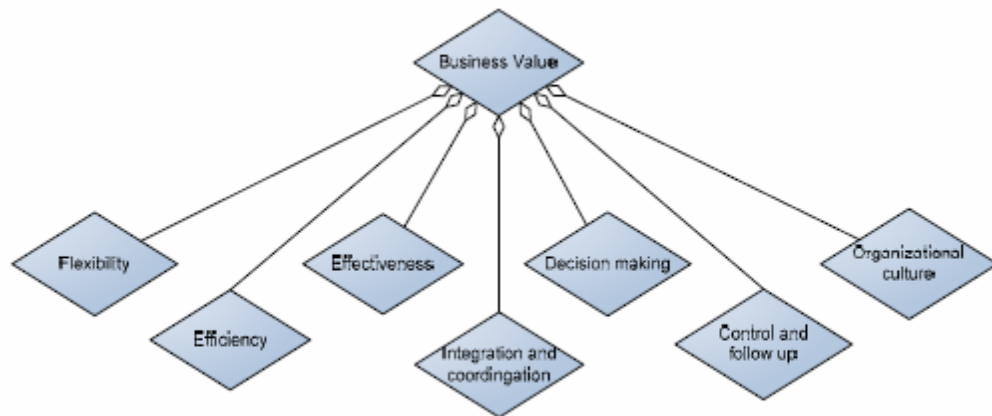 Business Value
Flexibility
Effectiveness
Decision making
Organizational
culture
Efficiency
Integration and
coordingation
Control and
follow up